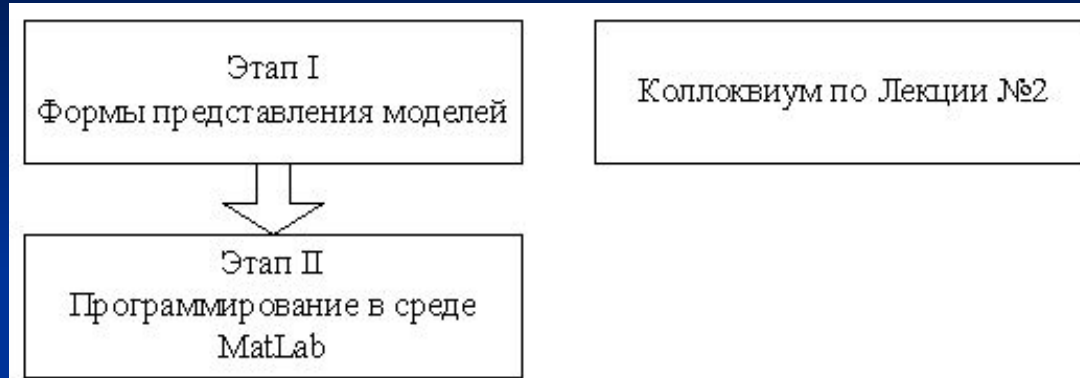 Этап I
Формы представления моделей
Коллоквиум по Лекции №2
Этап II
Программирование в среде
MatLab